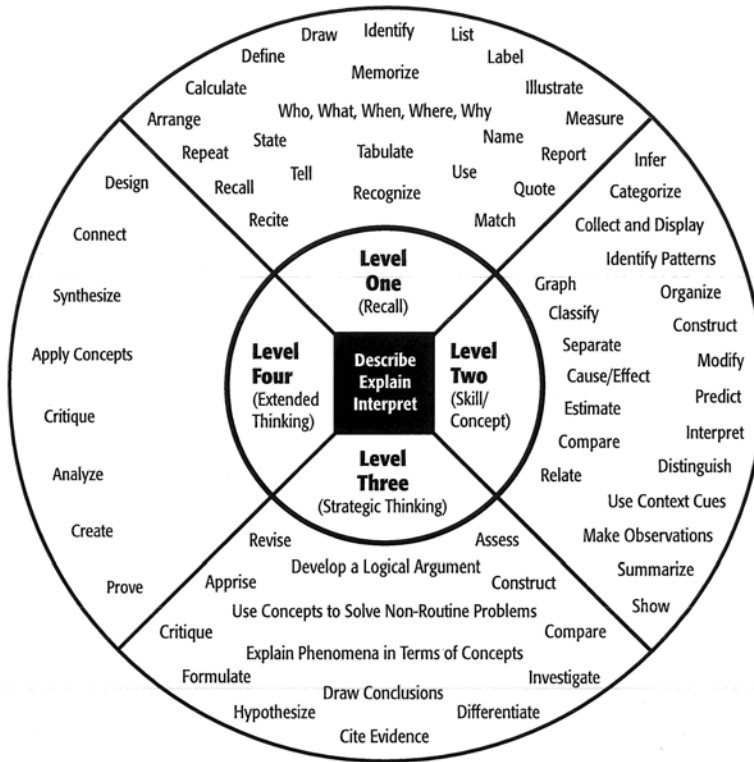 Draw
Identify
List
Define
Label
Memorize
Calculate
Illustrate
Arrange
Who, What, When, Where, Why
Measure
State
Name
Repeat
Tabulate
Report
Tell
Use
Recall
Recognize
Quote
Recite
Match
Level
One
(Recall)
Infer
Categorize
Collect and Display
Identify Patterns
Graph
Organize
Classify
Construct
Separate
Modify
Cause/Effect
Predict
Estimate
Interpret
Compare
Distinguish
Relate
Use Context Cues
Make Observations
Summarize
Show
Level
Two
(Skill/
Concept)
Describe
Explain
Interpret
Level
Three
(Strategic Thinking)
Revise
Assess
Develop a Logical Argument
Apprise
Construct
Use Concepts to Solve Non-Routine Problems
Critique
Compare
Explain Phenomena in Terms of Concepts
Formulate
Investigate
Draw Conclusions
Hypothesize
Differentiate
Cite Evidence
Level
Four
(Extended
Thinking)
Design
Connect
Synthesize
Apply Concepts
Critique
Analyze
Create
Prove